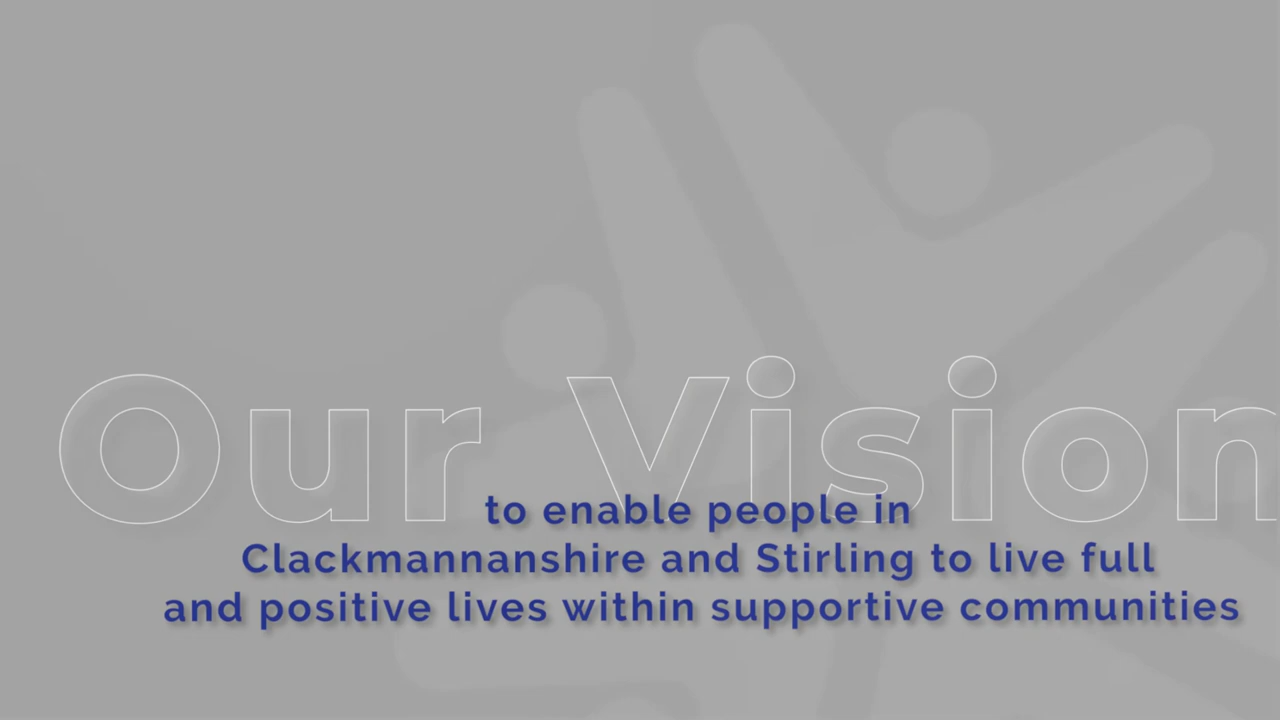 Our Vision
to enable people in
Clackmannanshire and Stirling to live full
and positive lives within supportive communities